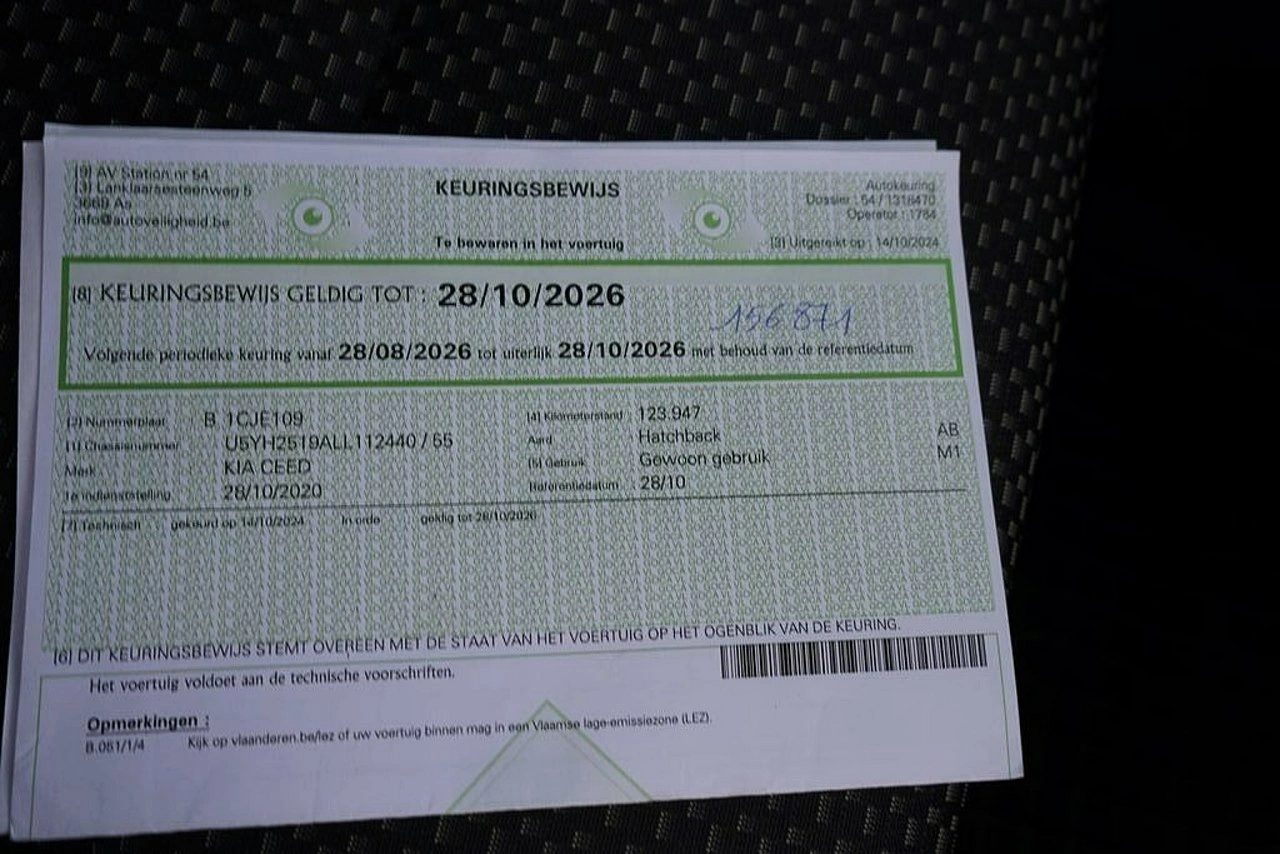 [9] AV Station nr 54
[3] Lanklaarsesteenweg 5
3668 As
info@autoveiligheid.be
KEURINGSBEWIJS
Te bewaren in het voertuig
Autokeuring
Dossier : 54 / 1316470
Operator : 1784
[3] Uitgereikt op : 14/10/2024
[8] KEURINGSBEWIJS GELDIG TOT : 28/10/2026
156 871
Volgende periodieke keuring vanaf 28/08/2026 tot uiterlijk 28/10/2026 met behoud van de referentiedatum
[2] Nummerplaat B 1CJE109
[1] Chassisnummer U5YH2519ALL112440 / 55
Merk KIA CEED
1e indienststelling 28/10/2020
[4] Kilometerstand : 123.947
Aard : Hatchback AB
[5] Gebruik : Gewoon gebruik M1
Referentiedatum : 28/10
[7] Technisch : gekeurd op 14/10/2024 In orde geldig tot 28/10/2026
[6] DIT KEURINGSBEWIJS STEMT OVEREEN MET DE STAAT VAN HET VOERTUIG OP HET OGENBLIK VAN DE KEURING.
Het voertuig voldoet aan de technische voorschriften.
Opmerkingen :
B.061/1/4 Kijk op vlaanderen.be/lez of uw voertuig binnen mag in een Vlaamse lage-emissiezone (LEZ).